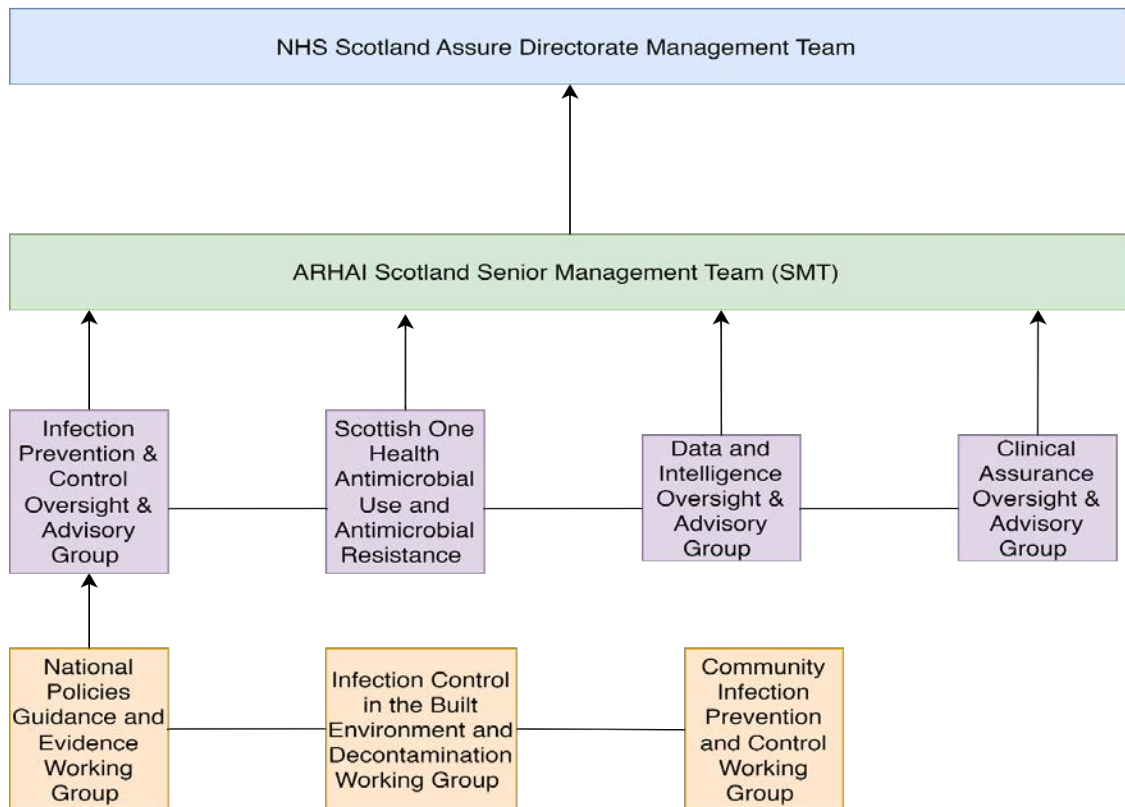 NHS Scotland Assure Directorate Management Team
ARHAI Scotland Senior Management Team (SMT)
Infection
Prevention &
Control
Oversight &
Advisory
Group
Scottish One
Health
Antimicrobial
Use and
Antimicrobial
Resistance
Data and
Intelligence
Oversight &
Advisory
Group
Clinical
Assurance
Oversight &
Advisory
Group
National
Policies
Guidance and
Evidence
Working
Group
Infection Control
in the Built
Environment and
Decontamination
Working Group
Community
Infection
Prevention
and Control
Working
Group